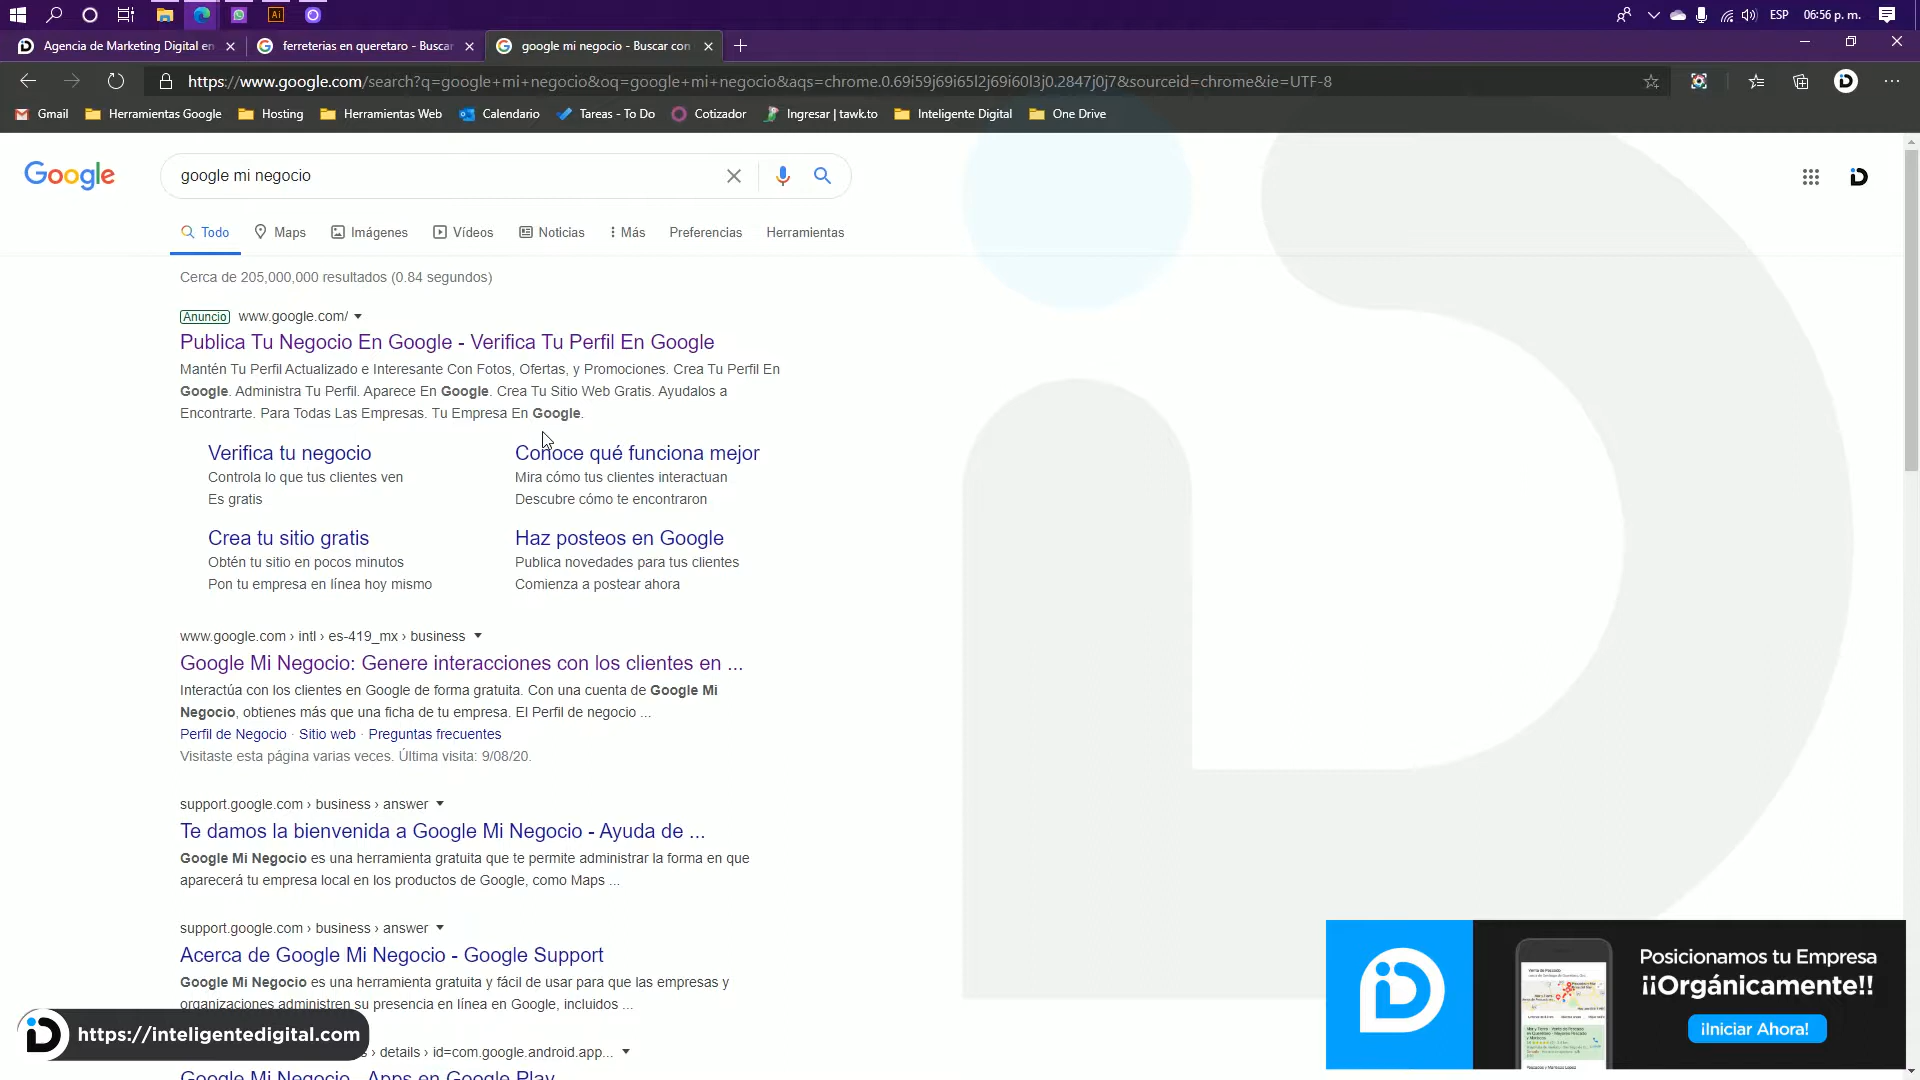 ESP
06:56 p. m.
Agencia de Marketing Digital en
ferreterias en queretaro - Buscar
google mi negocio - Buscar con
https://www.google.com/search?q=google+mi+negocio&oq=google+mi+negocio&aqs=chrome.0.69i59j69i65l2j69i60l3j0.2847j0j7&sourceid=chrome&ie=UTF-8
Gmail
Herramientas Google
Hosting
Herramientas Web
Calendario
Tareas - To Do
Cotizador
Ingresar | tawk.to
Inteligente Digital
One Drive
Google
google mi negocio
Todo
Maps
Imágenes
Vídeos
Noticias
Más
Preferencias
Herramientas
Cerca de 205,000,000 resultados (0.84 segundos)
Anuncio www.google.com/
Publica Tu Negocio En Google - Verifica Tu Perfil En Google
Mantén Tu Perfil Actualizado e Interesante Con Fotos, Ofertas, y Promociones. Crea Tu Perfil En
Google. Administra Tu Perfil. Aparece En Google. Crea Tu Sitio Web Gratis. Ayudalos a
Encontrarte. Para Todas Las Empresas. Tu Empresa En Google.
Verifica tu negocio
Controla lo que tus clientes ven
Es gratis
Conoce qué funciona mejor
Mira cómo tus clientes interactuan
Descubre cómo te encontraron
Crea tu sitio gratis
Obtén tu sitio en pocos minutos
Pon tu empresa en línea hoy mismo
Haz posteos en Google
Publica novedades para tus clientes
Comienza a postear ahora
www.google.com › intl › es-419_mx › business
Google Mi Negocio: Genere interacciones con los clientes en ...
Interactúa con los clientes en Google de forma gratuita. Con una cuenta de Google Mi
Negocio, obtienes más que una ficha de tu empresa. El Perfil de negocio ...
Perfil de Negocio · Sitio web · Preguntas frecuentes
Visitaste esta página varias veces. Última visita: 9/08/20.
support.google.com › business › answer
Te damos la bienvenida a Google Mi Negocio - Ayuda de ...
Google Mi Negocio es una herramienta gratuita que te permite administrar la forma en que
aparecerá tu empresa local en los productos de Google, como Maps ...
support.google.com › business › answer
Acerca de Google Mi Negocio - Google Support
Google Mi Negocio es una herramienta gratuita y fácil de usar para que las empresas y
organizaciones administren su presencia en línea en Google, incluidos ...
› details › id=com.google.android.app...
Google Mi Negocio - Apps en Google Play
https://inteligentedigital.com
Posicionamos tu Empresa
¡¡Orgánicamente!!
¡Iniciar Ahora!